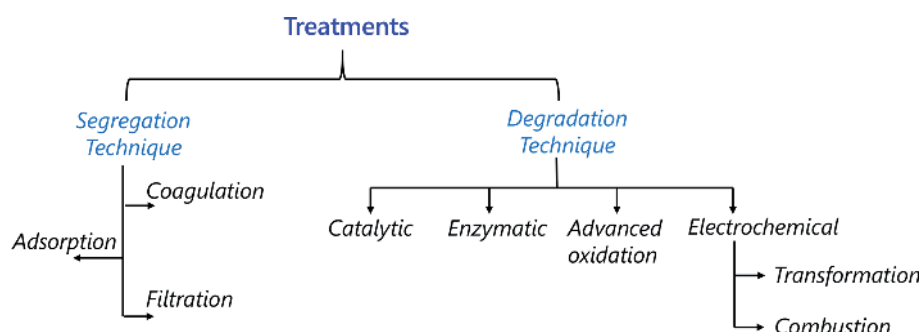 Treatments
Segregation
Technique
Coagulation
Adsorption
Filtration
Degradation
Technique
Catalytic
Enzymatic
Advanced
oxidation
Electrochemical
Transformation
Combustion